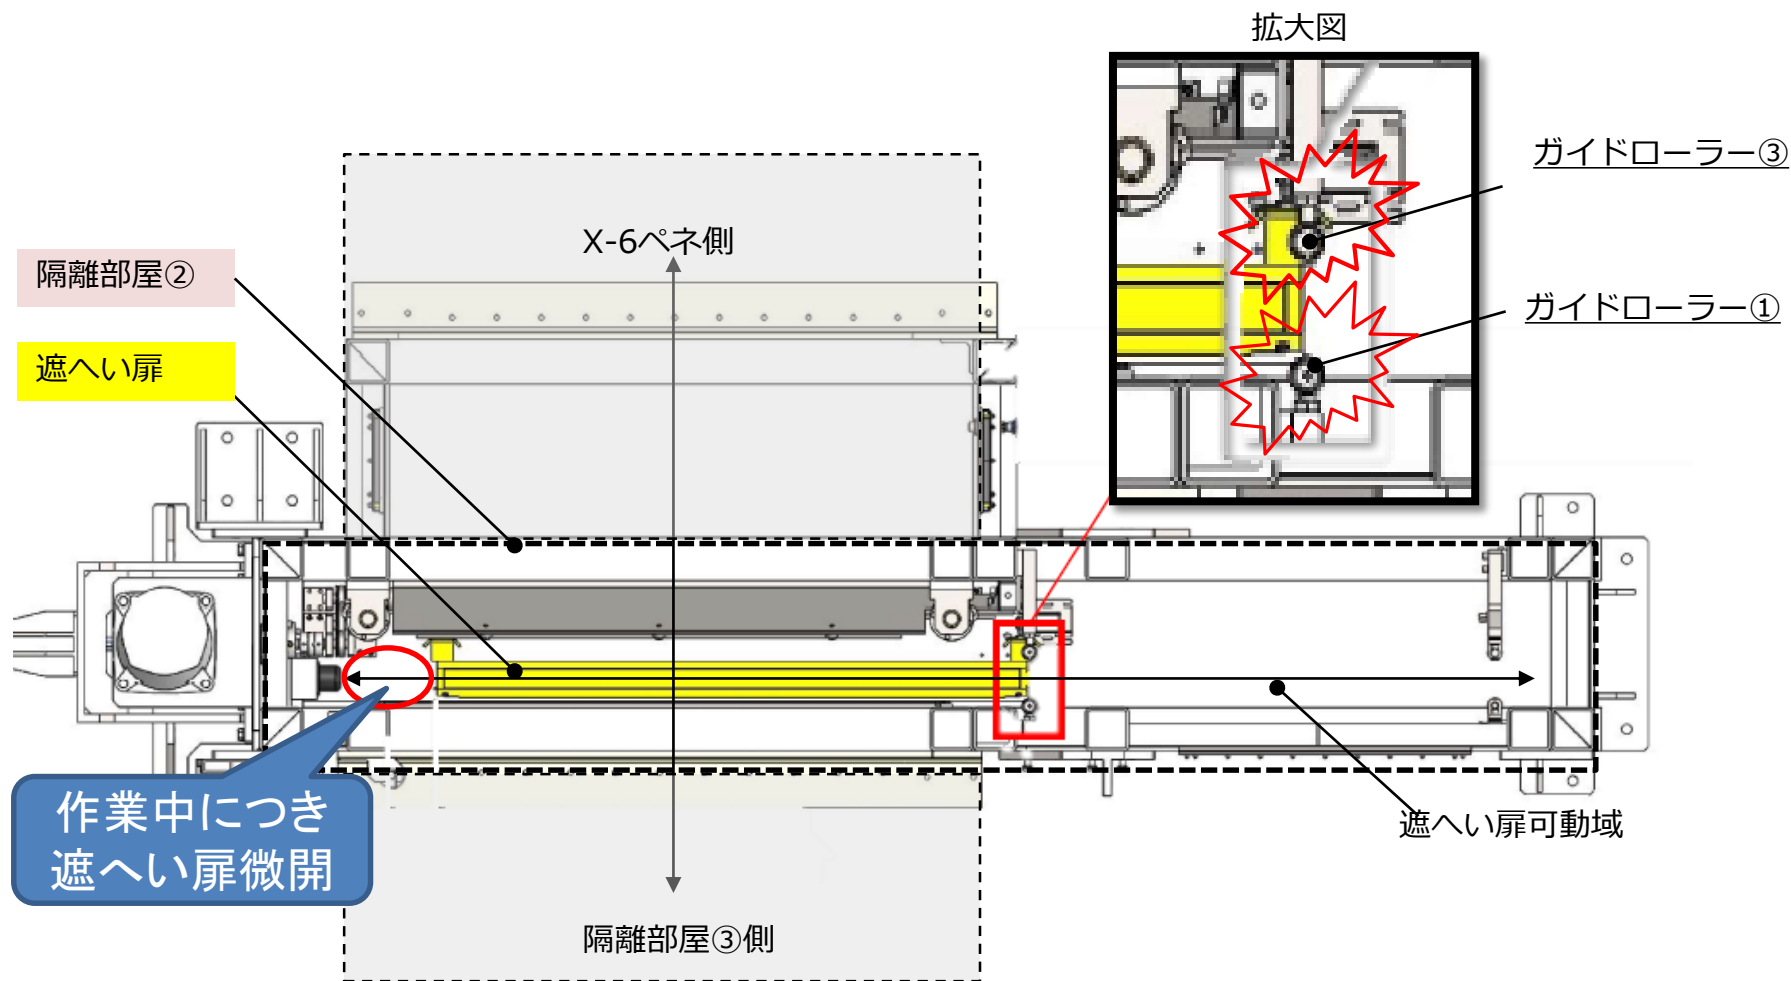 拡大図
ガイドローラー③
X-6ペネ側
隔離部屋②
ガイドローラー①
遮へい扉
作業中につき
遮へい扉微開
遮へい扉可動域
隔離部屋③側